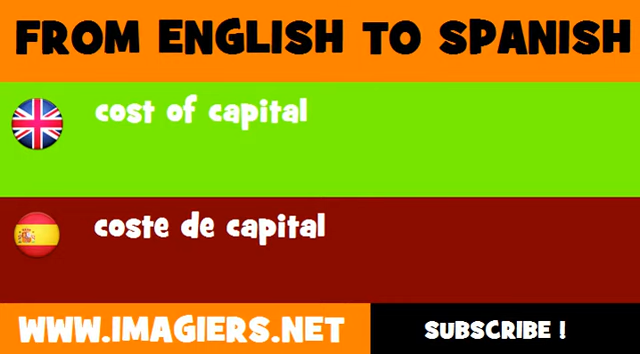 FROM ENGLISH TO SPANISH
cost of capital
coste de capital
WWW.IMAGIERS.NET
SUBSCRIBE !